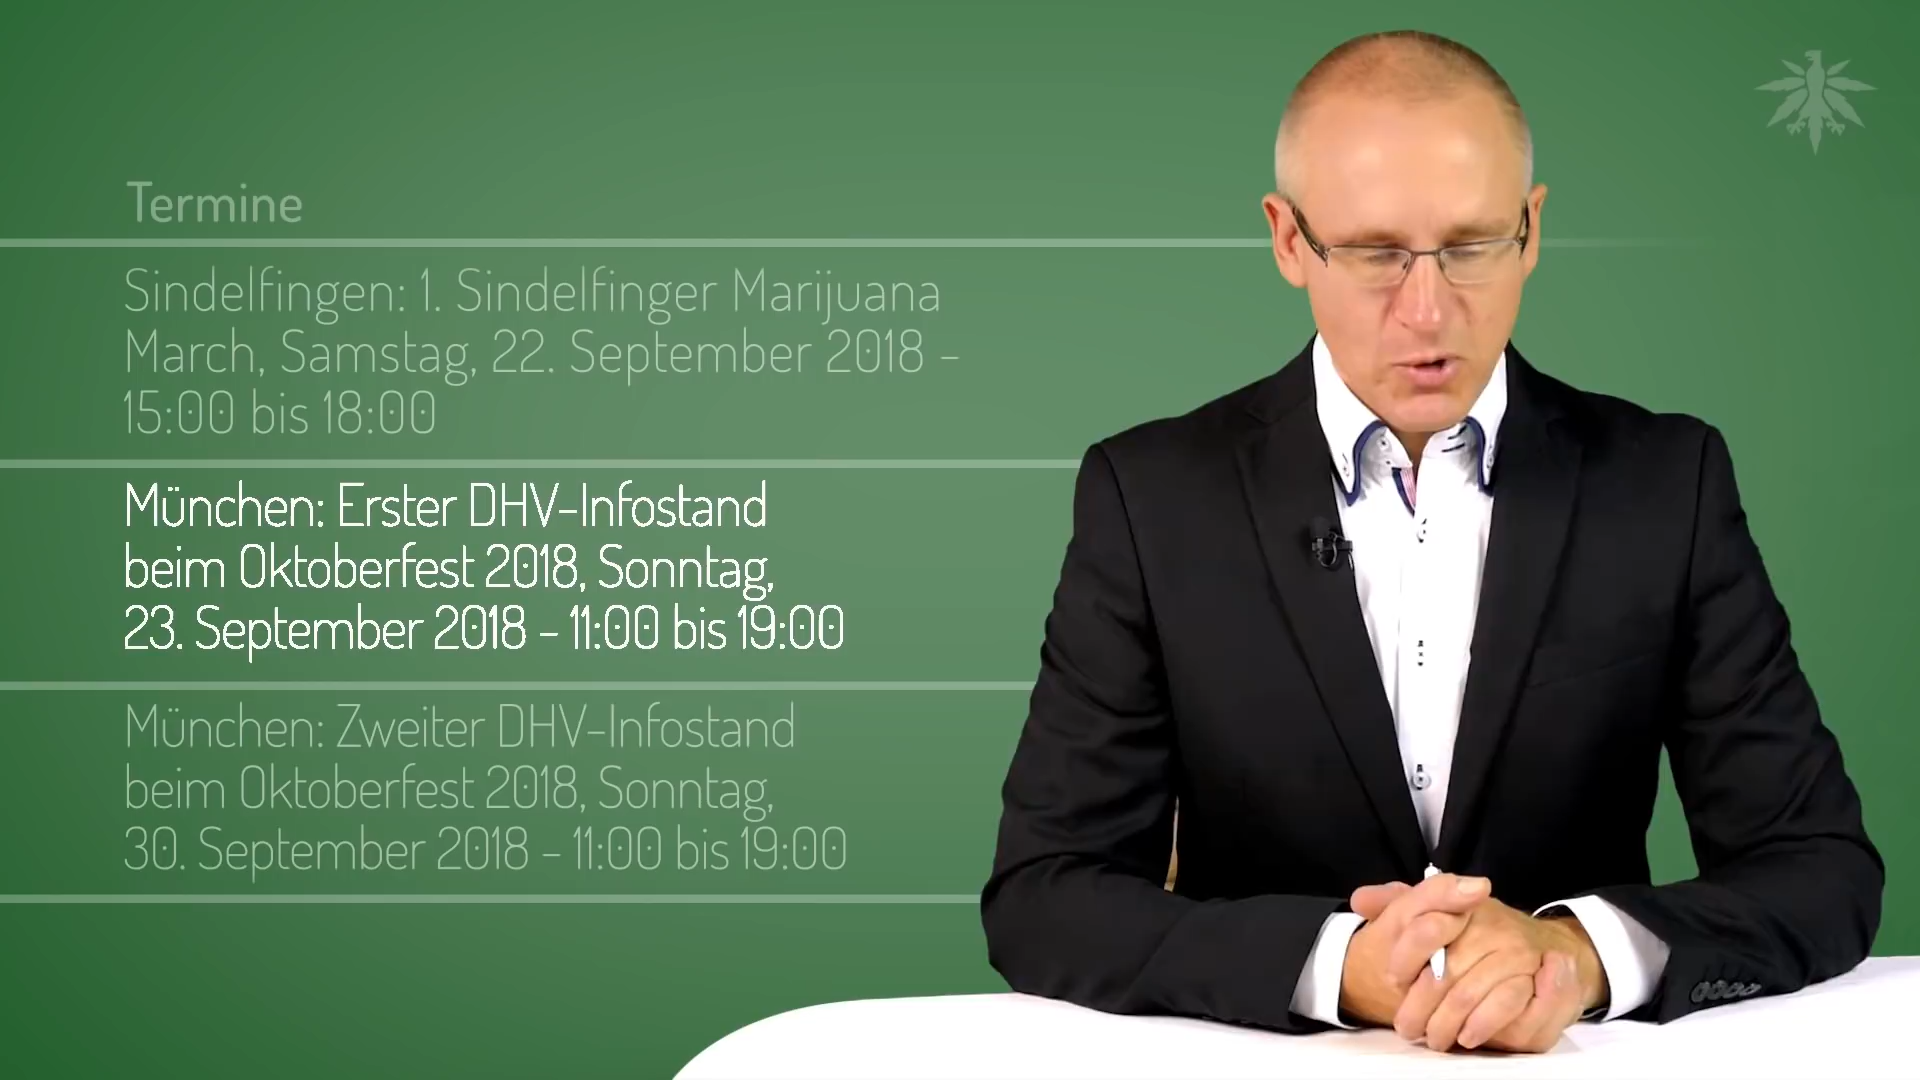 Termine
Sindelfingen: 1. Sindelfinger Marijuana
March, Samstag, 22. September 2018 –
15:00 bis 18:00
München: Erster DHV-Infostand
beim Oktoberfest 2018, Sonntag,
23. September 2018 – 11:00 bis 19:00
München: Zweiter DHV-Infostand
beim Oktoberfest 2018, Sonntag,
30. September 2018 – 11:00 bis 19:00